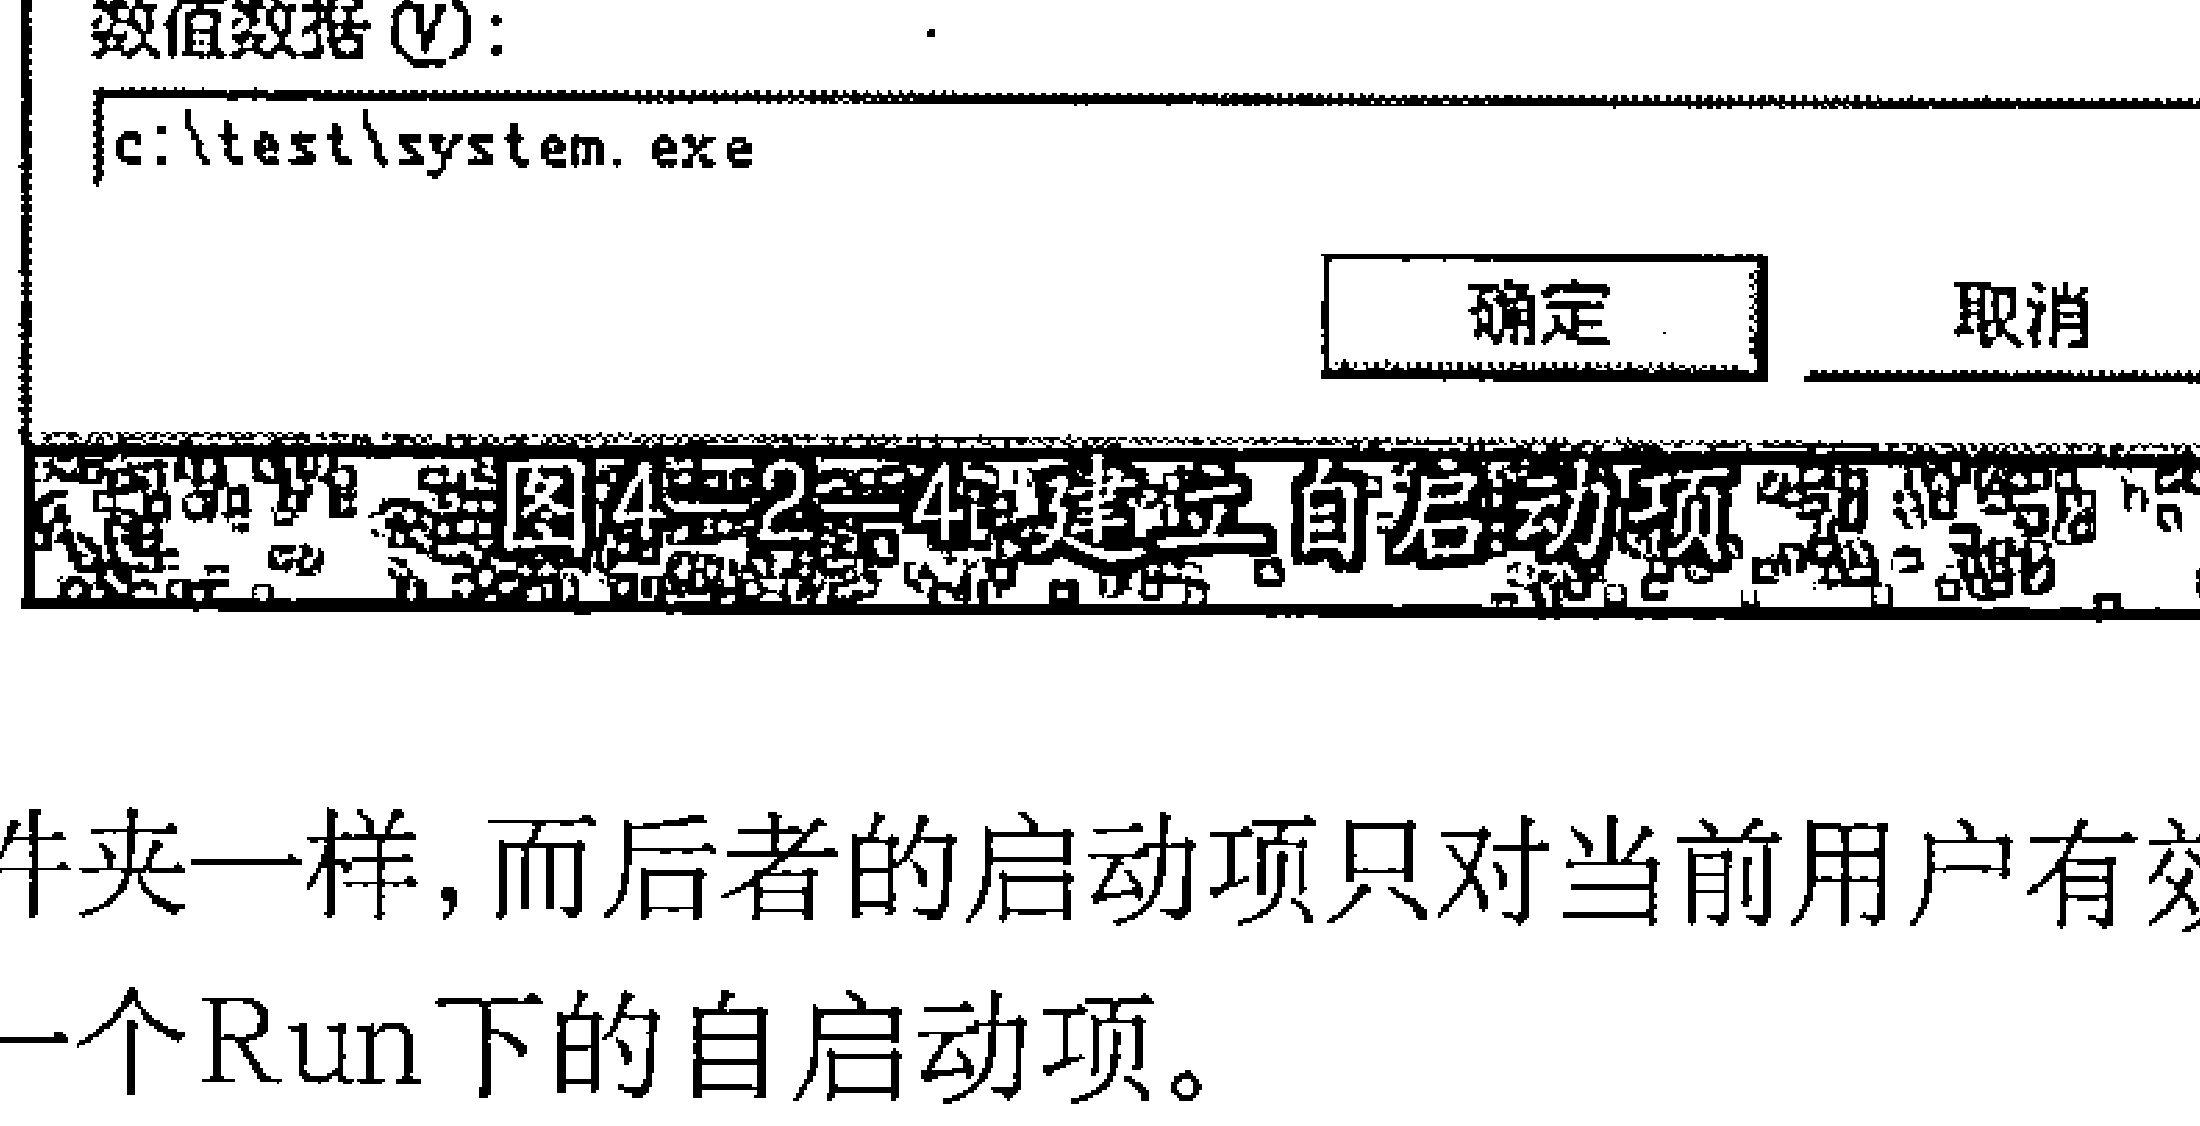 数值数据(V):
c:\test\system.exe
确定 取消
图4-2-4 建立自启动项
件夹一样,而后者的启动项只对当前用户有效
一个Run下的自启动项。